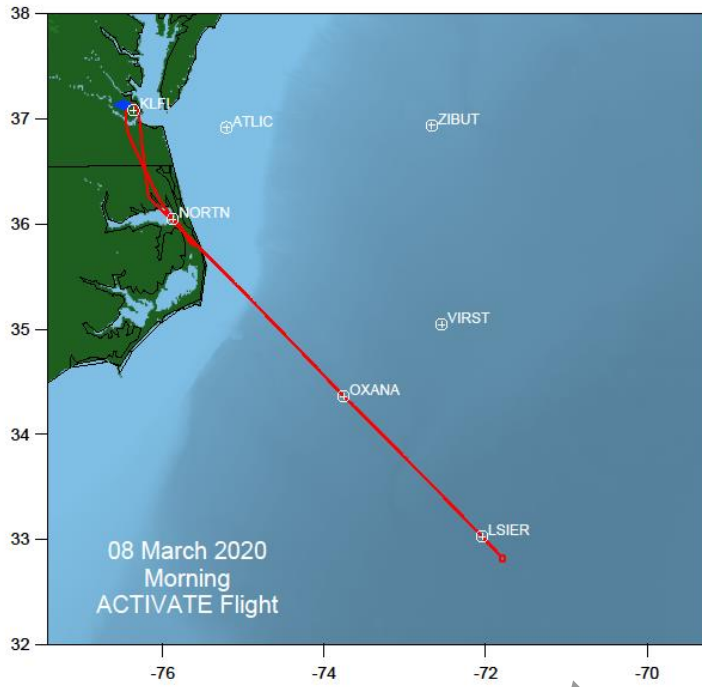 38
KLFI
ATLIC
ZIBUT
37
NORTN
36
VIRST
35
OXANA
34
LSIER
33
08 March 2020
Morning
ACTIVATE Flight
32
-76
-74
-72
-70